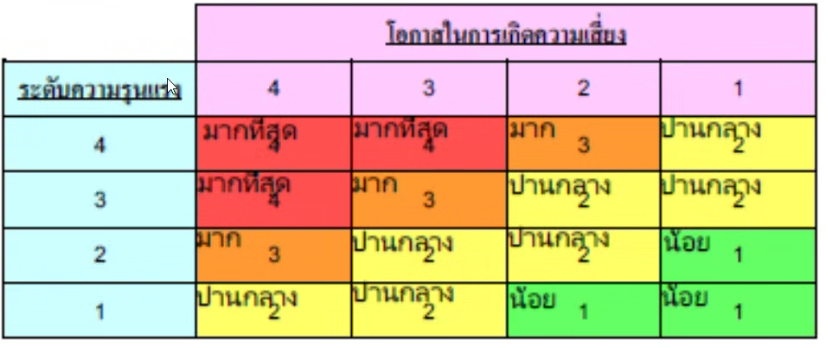 โอกาสในการเกิดความเสี่ยง
ระดับความรุนแรง 4 3 2 1
4 มากที่สุด 4 มากที่สุด 4 มาก 3 ปานกลาง 2
3 มากที่สุด 4 มาก 3 ปานกลาง 2 ปานกลาง 2
2 มาก 3 ปานกลาง 2 ปานกลาง 2 น้อย 1
1 ปานกลาง 2 ปานกลาง 2 น้อย 1 น้อย 1